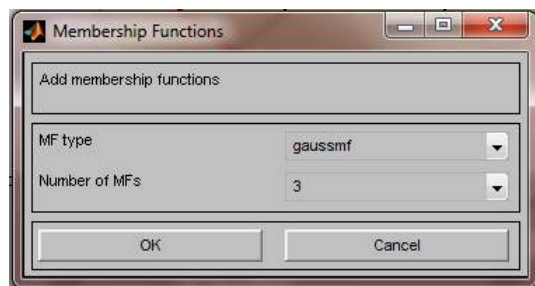 Membership Functions
Add membership functions
MF type
gaussmf
Number of MFs
3
OK
Cancel